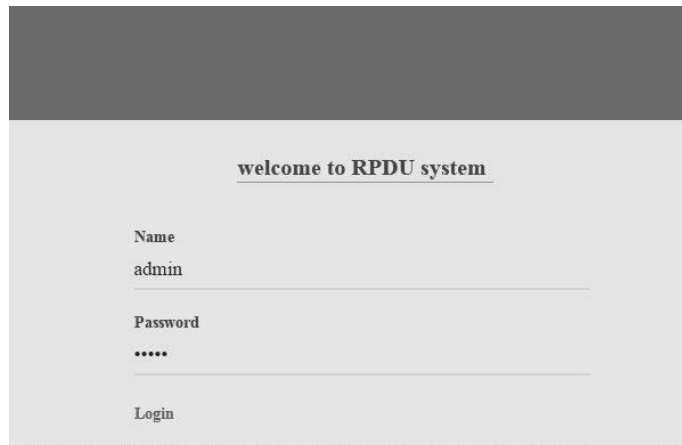 welcome to RPDU system
Name
admin
Password
•••••
Login